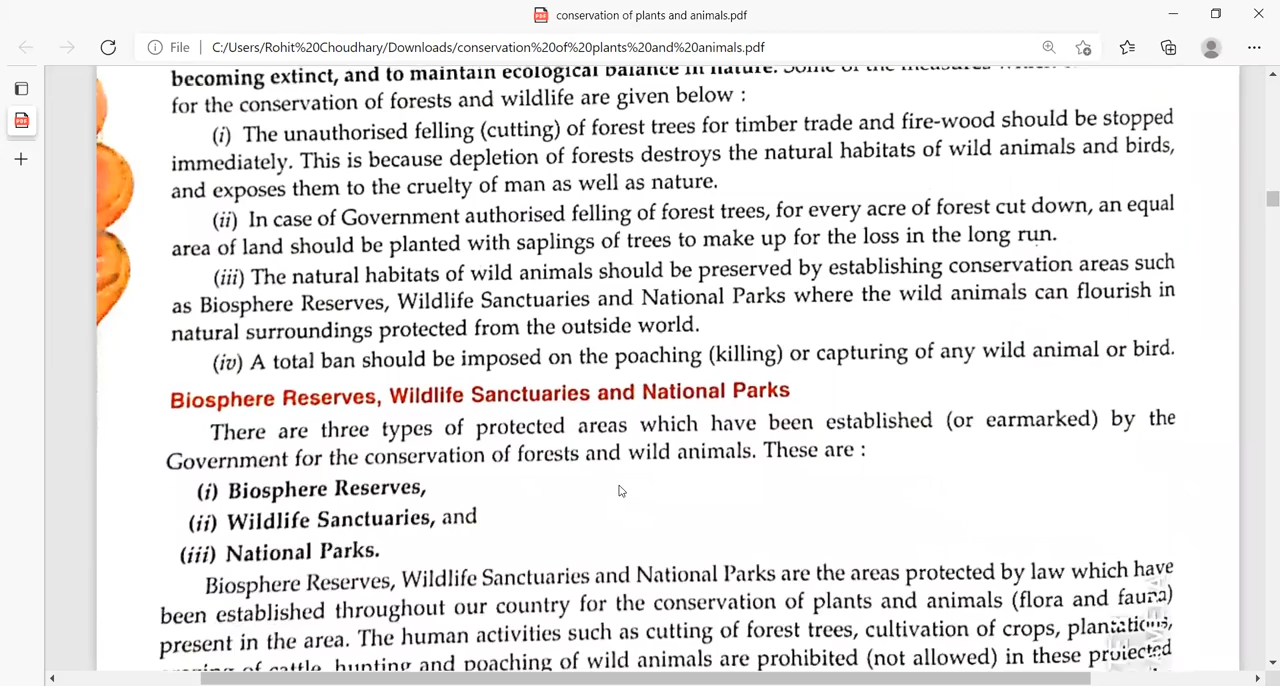 conservation of plants and animals.pdf
File | C:/Users/Rohit%20Choudhary/Downloads/conservation%20of%20plants%20and%20animals.pdf
becoming extinct, and to maintain ecological balance in nature. Some of the measures
for the conservation of forests and wildlife are given below :
(i) The unauthorised felling (cutting) of forest trees for timber trade and fire-wood should be stopped
immediately. This is because depletion of forests destroys the natural habitats of wild animals and birds,
and exposes them to the cruelty of man as well as nature.
(ii) In case of Government authorised felling of forest trees, for every acre of forest cut down, an equal
area of land should be planted with saplings of trees to make up for the loss in the long run.
(iii) The natural habitats of wild animals should be preserved by establishing conservation areas such
as Biosphere Reserves, Wildlife Sanctuaries and National Parks where the wild animals can flourish in
natural surroundings protected from the outside world.
(iv) A total ban should be imposed on the poaching (killing) or capturing of any wild animal or bird.
Biosphere Reserves, Wildlife Sanctuaries and National Parks
There are three types of protected areas which have been established (or earmarked) by the
Government for the conservation of forests and wild animals. These are :
(i) Biosphere Reserves,
(ii) Wildlife Sanctuaries, and
(iii) National Parks.
Biosphere Reserves, Wildlife Sanctuaries and National Parks are the areas protected by law which have
been established throughout our country for the conservation of plants and animals (flora and fauna)
present in the area. The human activities such as cutting of forest trees, cultivation of crops, plantations,
of cattle, hunting and poaching of wild animals are prohibited (not allowed) in these protected